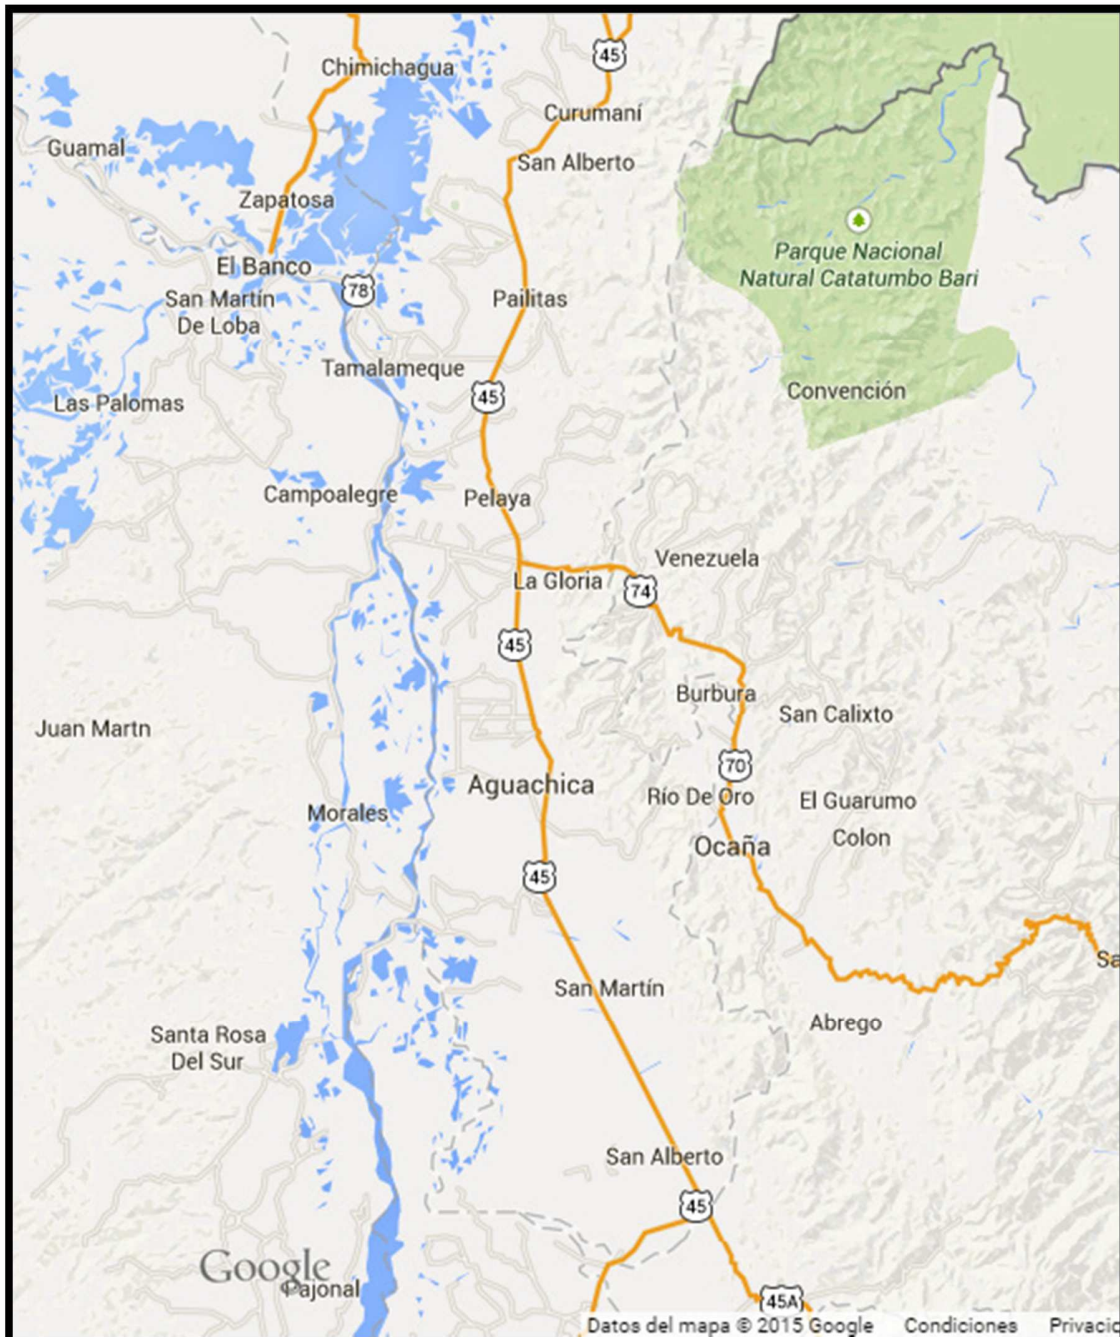 45
Chimichagua
Curumaní
Guamal
San Alberto
Zapatosa
El Banco
Parque Nacional
Natural Catatumbo Bari
78
San Martín
De Loba
Pailitas
Tamalameque
45
Convención
Las Palomas
Campoalegre
Pelaya
Venezuela
La Gloria
74
45
Burbura
San Calixto
Juan Martn
70
Aguachica
Río De Oro
El Guarumo
Morales
Colon
Ocaña
45
Sa
San Martín
Abrego
Santa Rosa
Del Sur
San Alberto
45
Google
Pajonal
45A
Datos del mapa © 2015 Google Condiciones Privacid